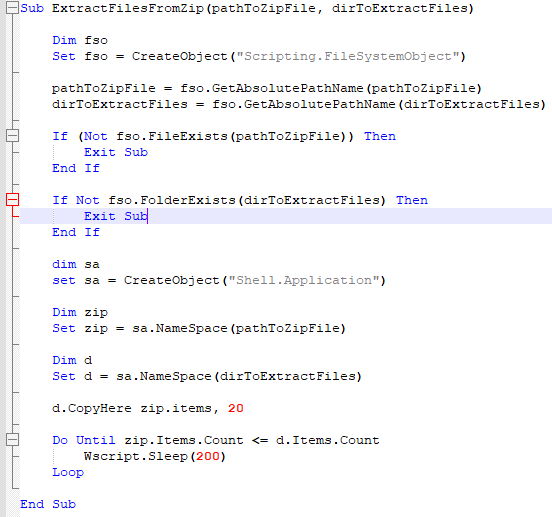 Sub ExtractFilesFromZip(pathToZipFile, dirToExtractFiles)
Dim fso
Set fso = CreateObject("Scripting.FileSystemObject")
pathToZipFile = fso.GetAbsolutePathName(pathToZipFile)
dirToExtractFiles = fso.GetAbsolutePathName(dirToExtractFiles)
If (Not fso.FileExists(pathToZipFile)) Then
Exit Sub
End If
If Not fso.FolderExists(dirToExtractFiles) Then
Exit Sub
End If
dim sa
set sa = CreateObject("Shell.Application")
Dim zip
Set zip = sa.NameSpace(pathToZipFile)
Dim d
Set d = sa.NameSpace(dirToExtractFiles)
d.CopyHere zip.items, 20
Do Until zip.Items.Count <= d.Items.Count
Wscript.Sleep(200)
Loop
End Sub